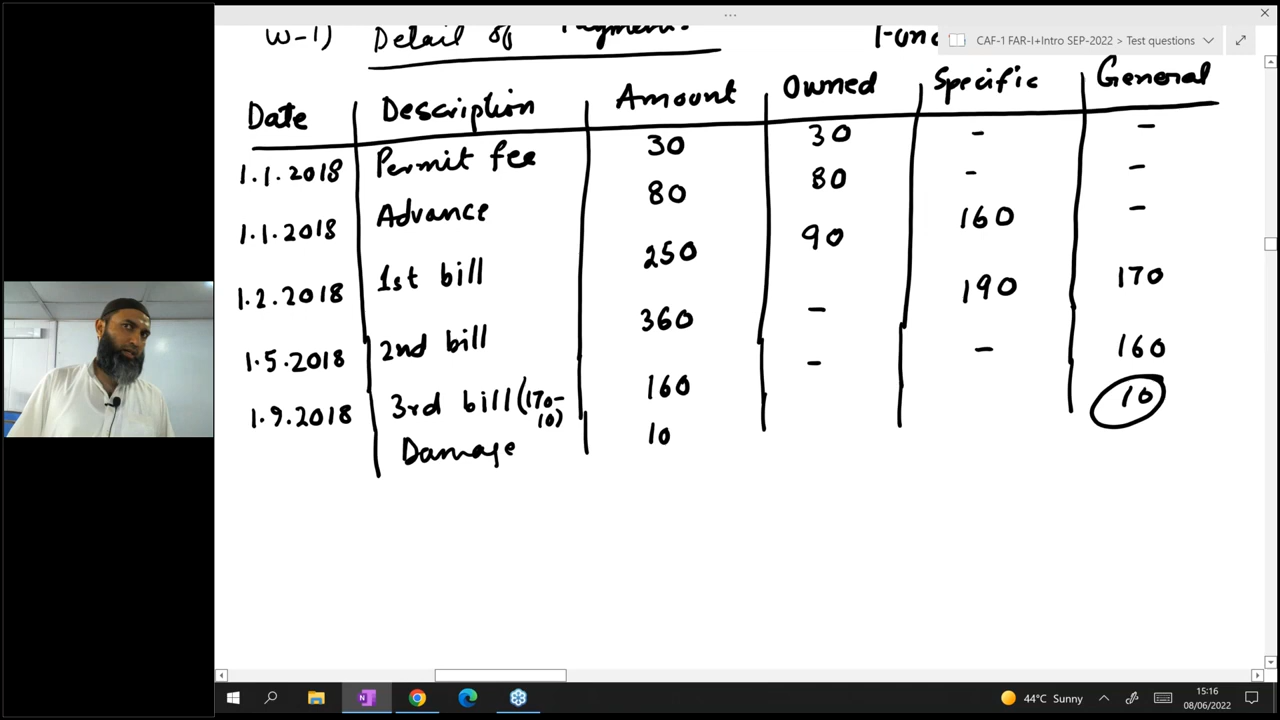 W-1) Detail of Payment.
CAF-1 FAR-I+Intro SEP-2022 > Test questions
Date Description Amount Owned Specific General
1.1.2018 Permit fee 30 30 - -
1.1.2018 Advance 80 80 - -
1.2.2018 1st bill 250 90 160 -
1.5.2018 2nd bill 360 - 190 170
1.9.2018 3rd bill (170-10) 160 - - 160
Damage 10 10
44°C Sunny
15:16
08/06/2022